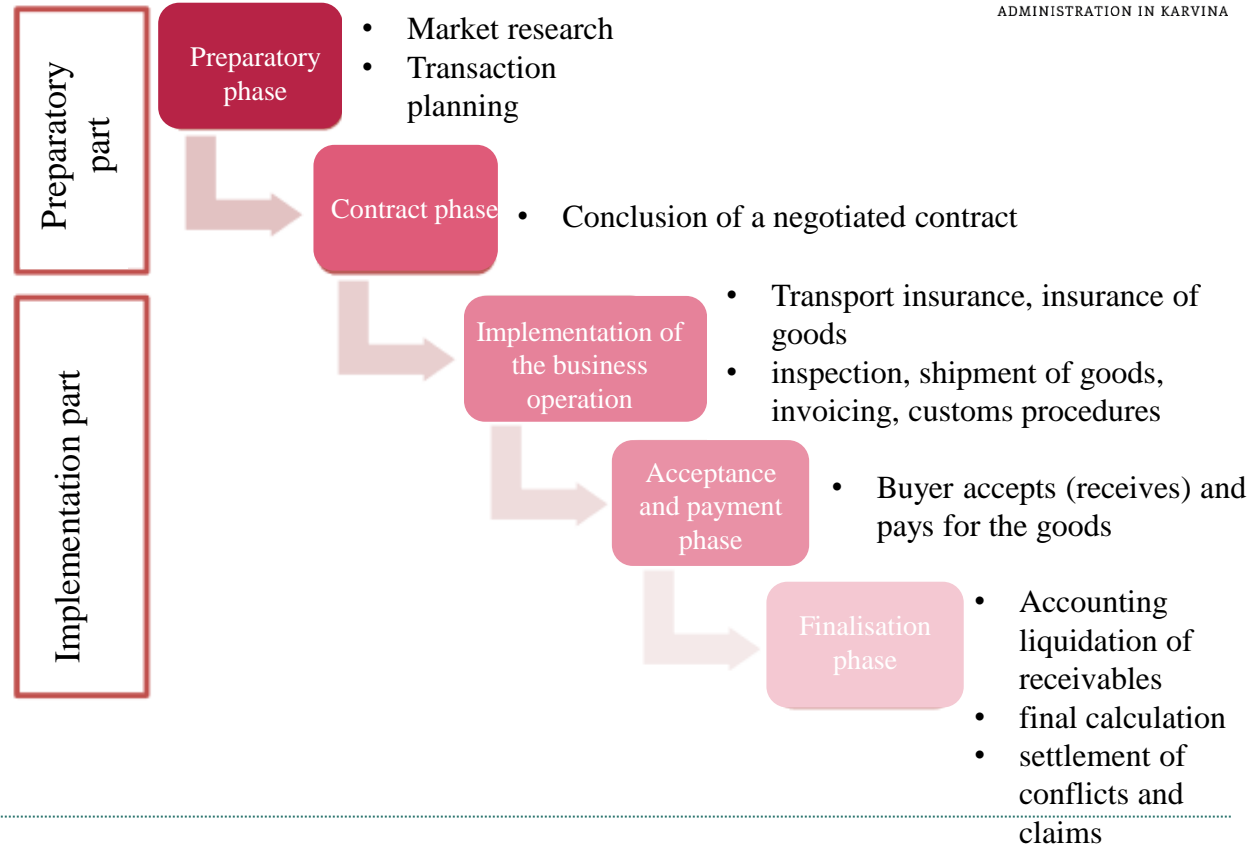 ADMINISTRATION IN KARVINA
Preparatory
part
Preparatory
phase
• Market research
• Transaction
planning
Contract phase
• Conclusion of a negotiated contract
Implementation part
Implementation of
the business
operation
• Transport insurance, insurance of
goods
• inspection, shipment of goods,
invoicing, customs procedures
Acceptance
and payment
phase
• Buyer accepts (receives) and
pays for the goods
Finalisation
phase
• Accounting
liquidation of
receivables
• final calculation
• settlement of
conflicts and
claims